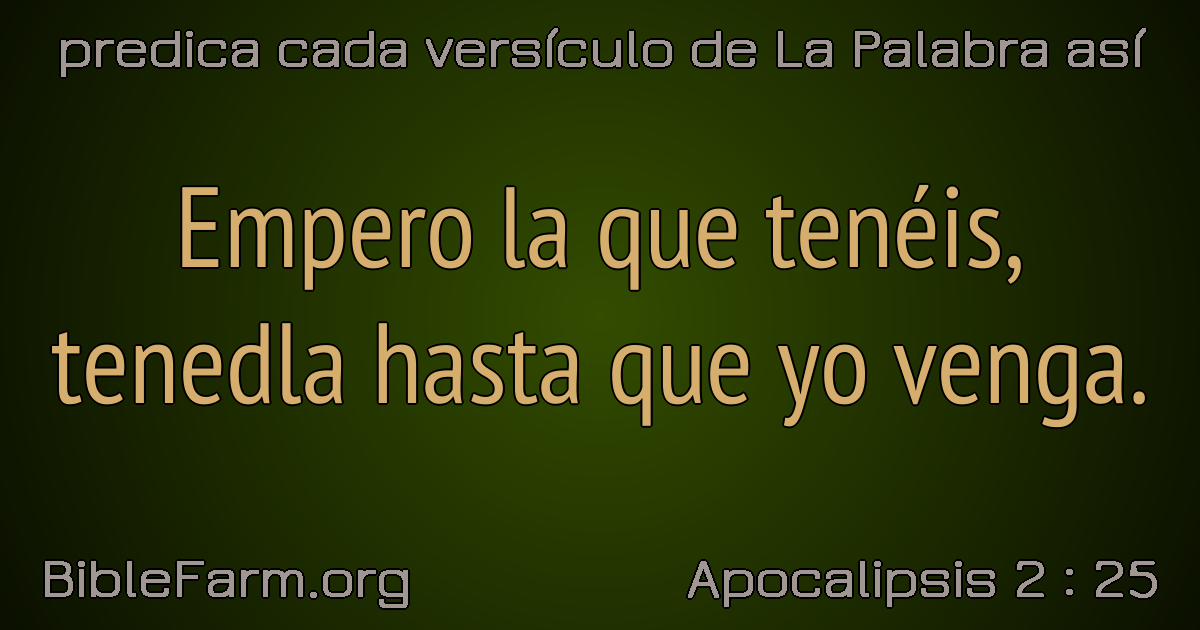 predica cada versículo de La Palabra así
Empero la que tenéis,
tenedla hasta que yo venga.
BibleFarm.org
Apocalipsis 2 : 25